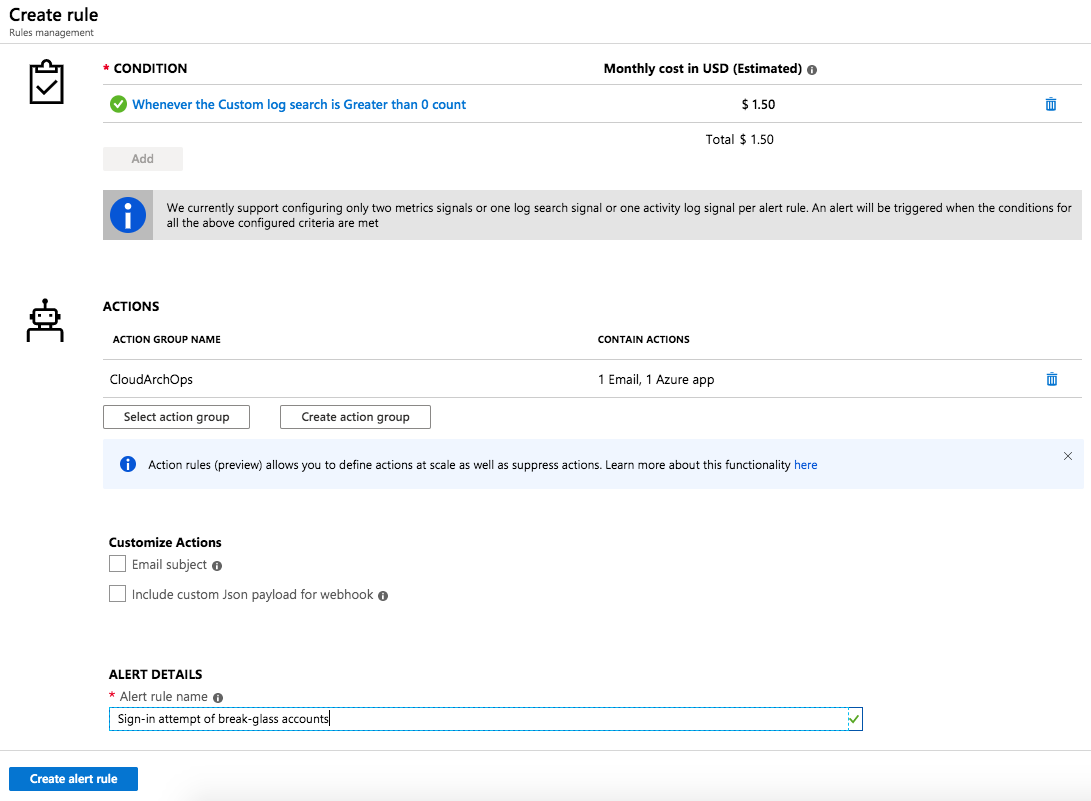 Create rule
Rules management
* CONDITION
Monthly cost in USD (Estimated)
Whenever the Custom log search is Greater than 0 count
$ 1.50
Total $ 1.50
Add
We currently support configuring only two metrics signals or one log search signal or one activity log signal per alert rule. An alert will be triggered when the conditions for
all the above configured criteria are met
ACTIONS
ACTION GROUP NAME
CONTAIN ACTIONS
CloudArchOps
1 Email, 1 Azure app
Select action group
Create action group
Action rules (preview) allows you to define actions at scale as well as suppress actions. Learn more about this functionality here
Customize Actions
Email subject
Include custom Json payload for webhook
ALERT DETAILS
* Alert rule name
Sign-in attempt of break-glass accounts
Create alert rule